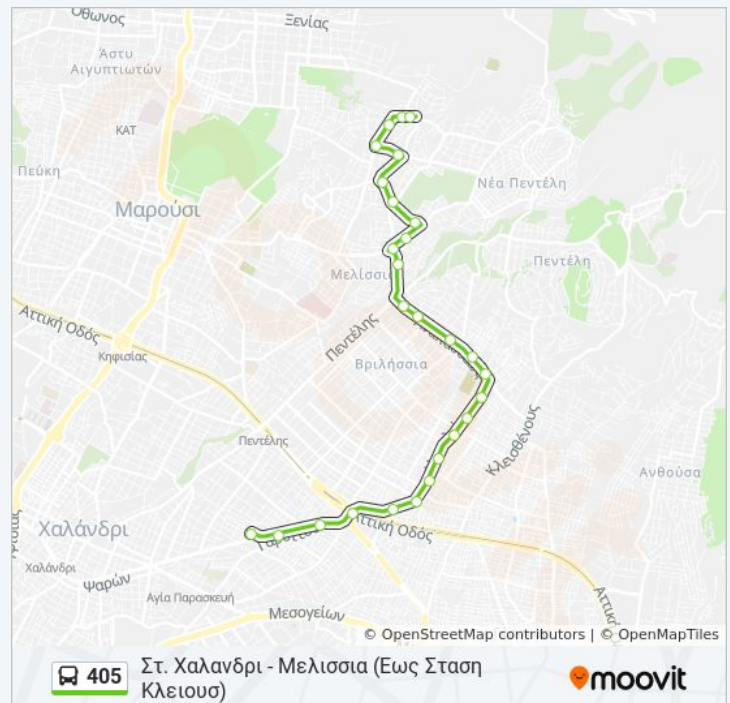 Όθωνος
Ξενίας
Άστυ
Αιγυπτιωτών
ΚΑΤ
Πεύκη
Νέα Πεντέλη
Μαρούσι
Πεντέλη
Μελίσσια
Αττική Οδός
Πεντέλης
Κηφισίας
Βριλήσσια
Κλεισθένους
Πεντέλης
Ανθούσα
Χαλάνδρι
Αττική Οδός
Χαλάνδρι
Ψαρών
Αγία Παρασκευή
Μεσογείων
© OpenStreetMap contributors | © OpenMapTiles
405
Στ. Χαλανδρι - Μελισσια (Εως Σταση
Κλειουσ)
moovit